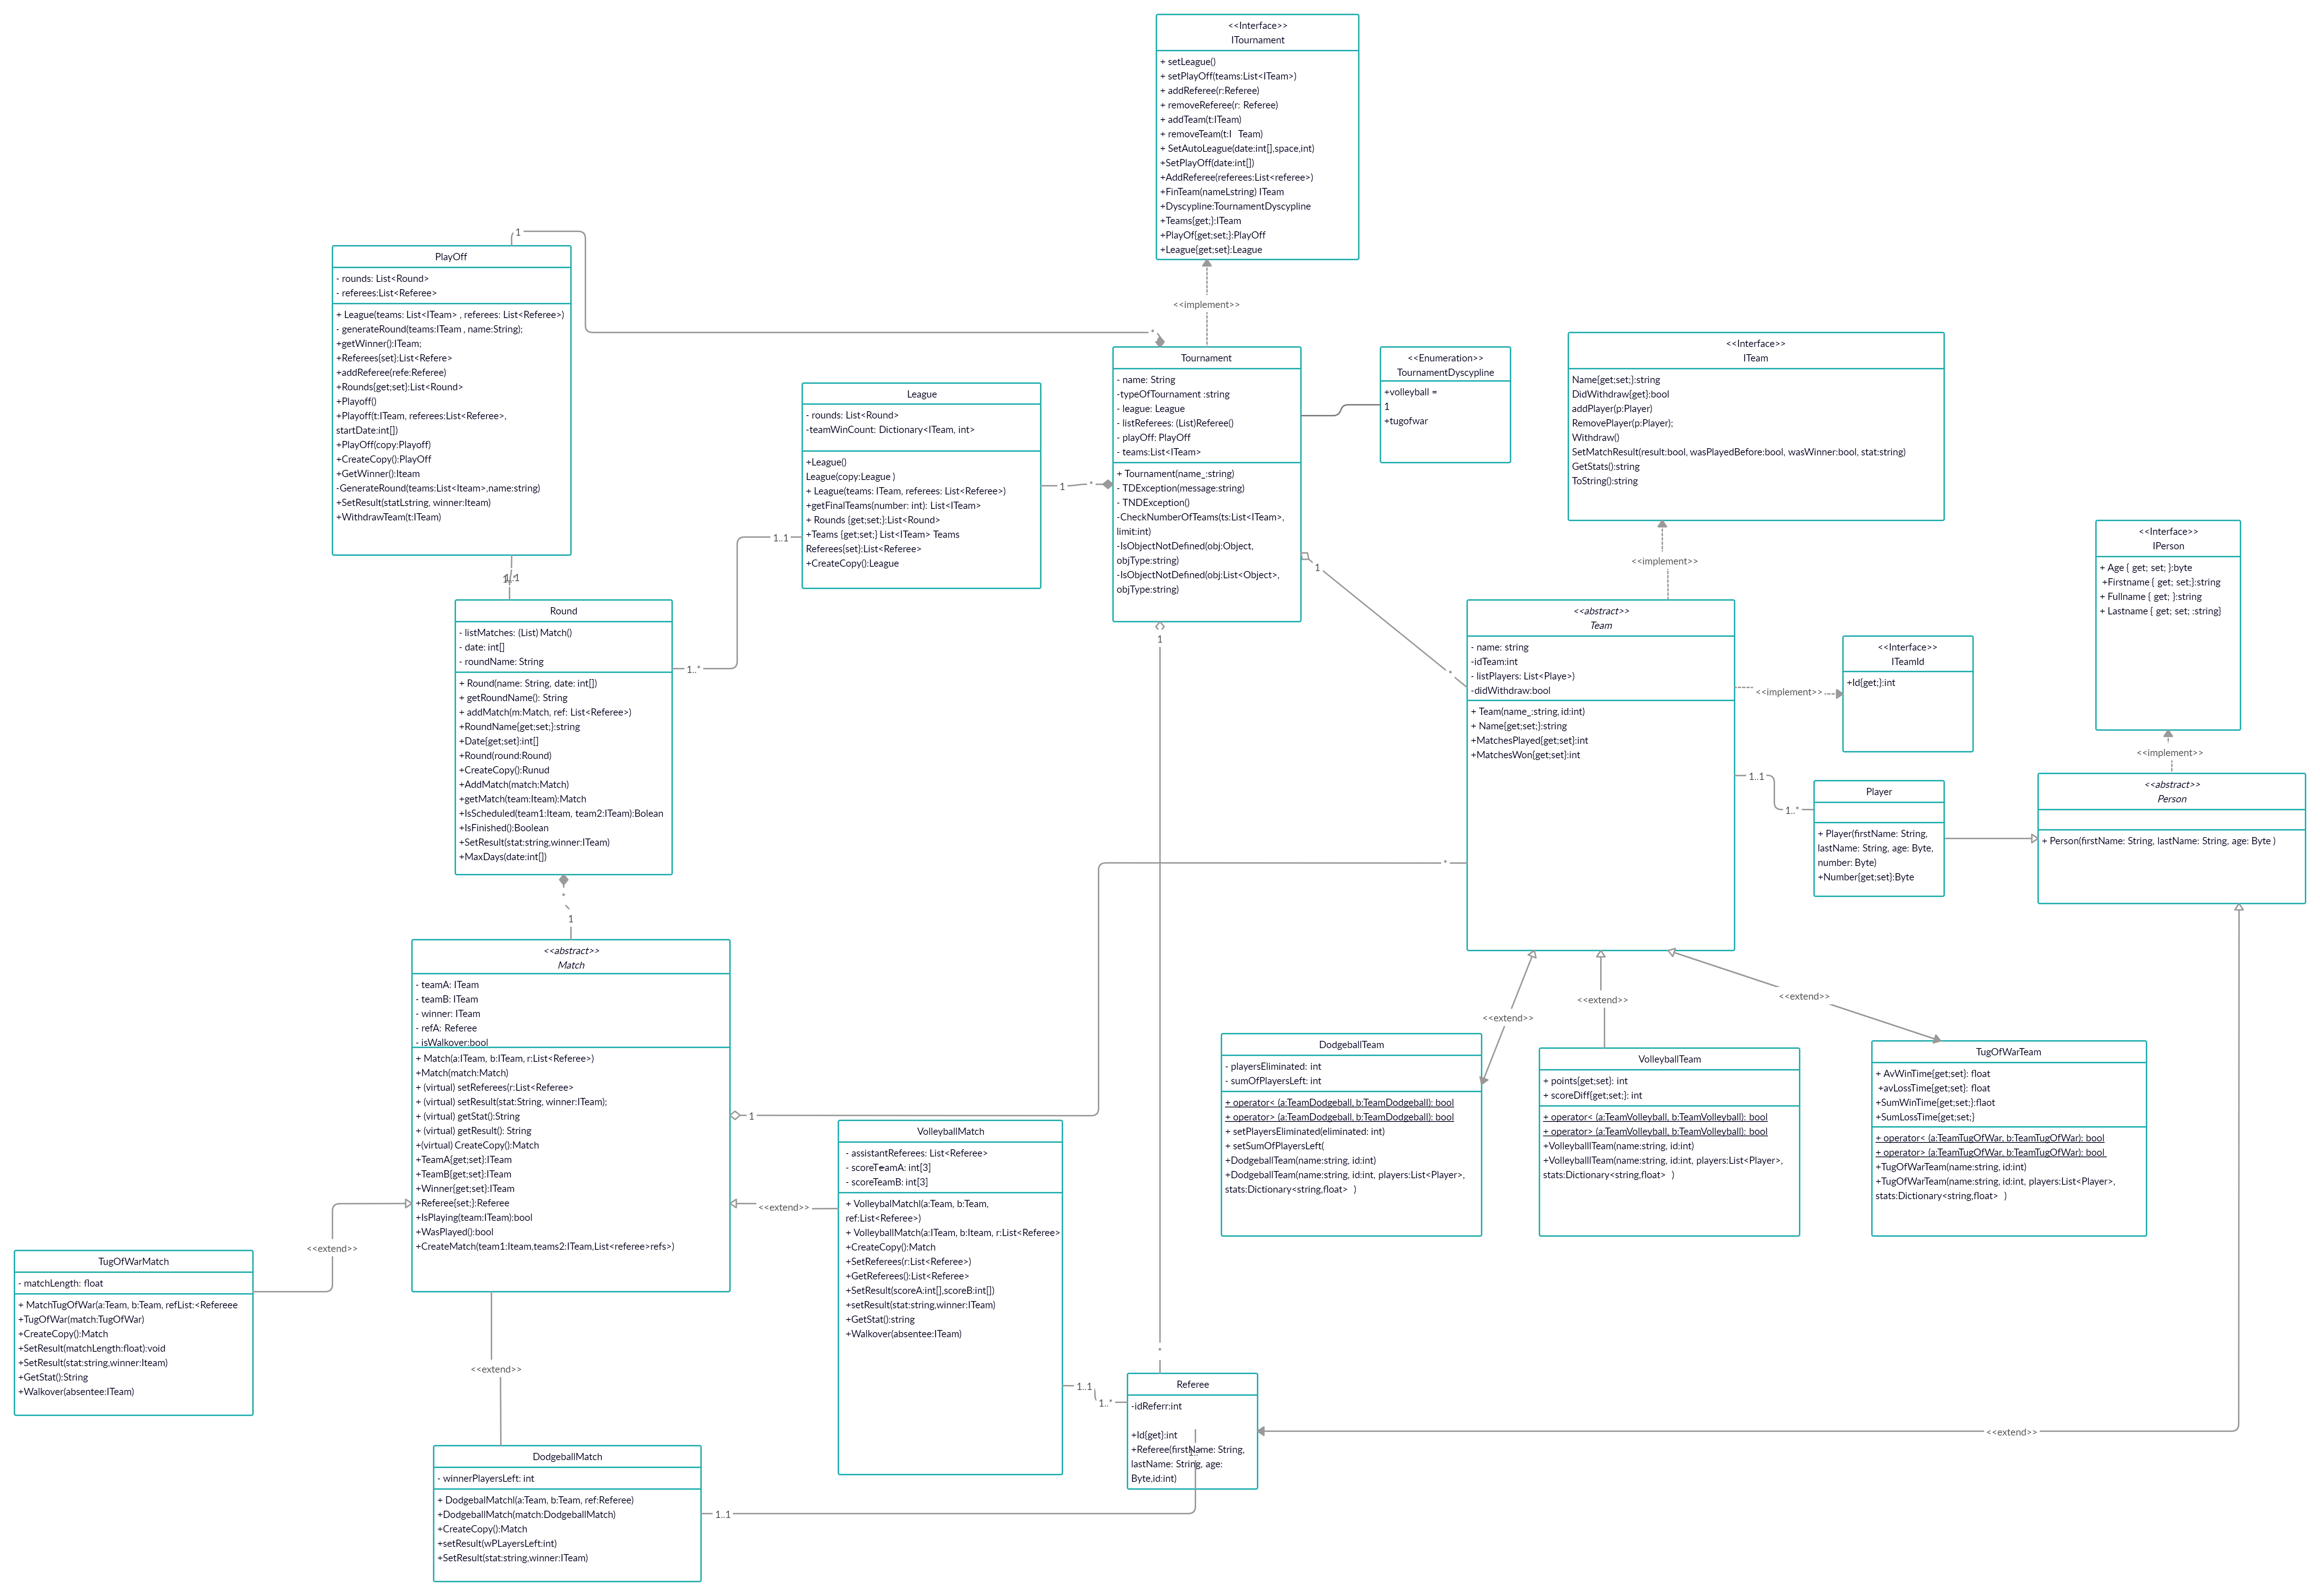 <<Interface>>
ITournament
+ setLeague()
+ setPlayOff(teams:List<ITeam>)
+ addReferee(r:Referee)
+ removeReferee(r: Referee)
+ addTeam(t:ITeam)
+ removeTeam(t:I   Team)
+ SetAutoLeague(date:int[],space,int)
+SetPlayOff(date:int[])
+AddReferee(referees:List<referee>)
+FinTeam(nameLstring) ITeam
+Dyscypline:TournamentDyscypline
+Teams{get;}:ITeam
+PlayOf{get;set;}:PlayOff
+League{get;set}:League
<<implement>>
1
*
PlayOff
- rounds: List<Round>
- referees:List<Referee>
+ League(teams: List<ITeam> , referees: List<Referee>)
- generateRound(teams:ITeam , name:String);
+getWinner():ITeam;
+Referees{set}:List<Refere>
+addReferee(refe:Referee)
+Rounds{get;set}:List<Round>
+Playoff()
+Playoff(t:ITeam, referees:List<Referee>,
startDate:int[])
+PlayOff(copy:Playoff)
+CreateCopy():PlayOff
+GetWinner():Iteam
-GenerateRound(teams:List<Iteam>,name:string)
+SetResult(statLstring, winner:Iteam)
+WithdrawTeam(t:ITeam)
League
- rounds: List<Round>
-teamWinCount: Dictionary<ITeam, int>
+League()
League(copy:League )
+ League(teams: ITeam, referees: List<Referee>)
+getFinalTeams(number: int): List<ITeam>
+ Rounds {get;set;}:List<Round>
+Teams {get;set;} List<ITeam> Teams
Referees{set}:List<Referee>
+CreateCopy():League
1
*
1..1
1..*
Tournament
- name: String
-typeOfTournament :string
- league: League
- listReferees: (List)Referee()
- playOff: PlayOff
- teams:List<ITeam>
+ Tournament(name_:string)
- TDException(message:string)
- TNDException()
-CheckNumberOfTeams(ts:List<ITeam>,
limit:int)
-IsObjectNotDefined(obj:Object,
objType:string)
-IsObjectNotDefined(obj:List<Object>,
objType:string)
1
*
1
<<Enumeration>>
TournamentDyscypline
+volleyball =
1
+tugofwar
<<Interface>>
ITeam
Name{get;set;}:string
DidWithdraw{get}:bool
addPlayer(p:Player)
RemovePlayer(p:Player);
Withdraw()
SetMatchResult(result:bool, wasPlayedBefore:bool, wasWinner:bool, stat:string)
GetStats():string
ToString():string
<<implement>>
<<Interface>>
IPerson
+ Age { get; set; }:byte
+Firstname { get; set;}:string
+ Fullname { get; }:string
+ Lastname { get; set; :string}
<<implement>>
Round
- listMatches: (List) Match()
- date: int[]
- roundName: String
+ Round(name: String, date: int[])
+ getRoundName(): String
+ addMatch(m:Match, ref: List<Referee>)
+RoundName{get;set;}:string
+Date{get;set}:int[]
+Round(round:Round)
+CreateCopy():Runud
+AddMatch(match:Match)
+getMatch(team:Iteam):Match
+IsScheduled(team1:Iteam, team2:ITeam):Bolean
+IsFinished():Boolean
+SetResult(stat:string,winner:ITeam)
+MaxDays(date:int[])
*
1
<<abstract>>
Team
- name: string
-idTeam:int
- listPlayers: List<Playe>)
-didWithdraw:bool
+ Team(name_:string, id:int)
+ Name{get;set;}:string
+MatchesPlayed{get;set}:int
+MatchesWon{get;set}:int
*
<<implement>>
<<Interface>>
ITeamId
+Id{get;}:int
1..1
1..*
Player
+ Player(firstName: String,
lastName: String, age: Byte,
number: Byte)
+Number{get;set}:Byte
<<abstract>>
Person
+ Person(firstName: String, lastName: String, age: Byte )
<<abstract>>
Match
- teamA: ITeam
- teamB: ITeam
- winner: ITeam
- refA: Referee
- isWalkover:bool
+ Match(a:ITeam, b:ITeam, r:List<Referee>)
+Match(match:Match)
+ (virtual) setReferees(r:List<Referee>
+ (virtual) setResult(stat:String, winner:ITeam);
+ (virtual) getStat():String
+ (virtual) getResult(): String
+(virtual) CreateCopy():Match
+TeamA{get;set}:ITeam
+TeamB{get;set}:ITeam
+Winner{get;set}:ITeam
+Referee{set;}:Referee
+IsPlaying(team:ITeam):bool
+WasPlayed():bool
+CreateMatch(team1:Iteam,teams2:ITeam,List<referee>refs>)
1
<<extend>>
<<extend>>
<<extend>>
TugOfWarMatch
- matchLength: float
+ MatchTugOfWar(a:Team, b:Team, refList:<Refereee
+TugOfWar(match:TugOfWar)
+CreateCopy():Match
+SetResult(matchLength:float):void
+SetResult(stat:string,winner:Iteam)
+GetStat():String
+Walkover(absentee:ITeam)
VolleyballMatch
- assistantReferees: List<Referee>
- scoreTeamA: int[3]
- scoreTeamB: int[3]
+ VolleybalMatchl(a:Team, b:Team,
ref:List<Referee>)
+ VolleyballMatch(a:ITeam, b:Iteam, r:List<Referee>
+CreateCopy():Match
+SetReferees(r:List<Referee>)
+GetReferees():List<Referee>
+SetResult(scoreA:int[],scoreB:int[])
+setResult(stat:string,winner:ITeam)
+GetStat():string
+Walkover(absentee:ITeam)
<<extend>>
<<extend>>
<<extend>>
DodgeballTeam
- playersEliminated: int
- sumOfPlayersLeft: int
+ operator< (a:TeamDodgeball, b:TeamDodgeball): bool
+ operator> (a:TeamDodgeball, b:TeamDodgeball): bool
+ setPlayersEliminated(eliminated: int)
+ setSumOfPlayersLeft(
+DodgeballTeam(name:string, id:int)
+DodgeballTeam(name:string, id:int, players:List<Player>,
stats:Dictionary<string,float>   )
VolleyballTeam
+ points{get;set}: int
+ scoreDiff{get;set;}: int
+ operator< (a:TeamVolleyball, b:TeamVolleyball): bool
+ operator> (a:TeamVolleyball, b:TeamVolleyball): bool
+VolleyballlTeam(name:string, id:int)
+VolleyballlTeam(name:string, id:int, players:List<Player>,
stats:Dictionary<string,float>   )
TugOfWarTeam
+ AvWinTime{get;set}: float
+avLossTime{get;set}: float
+SumWinTime{get;set;}:flaot
+SumLossTime{get;set;}
+ operator< (a:TeamTugOfWar, b:TeamTugOfWar): bool
+ operator> (a:TeamTugOfWar, b:TeamTugOfWar): bool
+TugOfWarTeam(name:string, id:int)
+TugOfWarTeam(name:string, id:int, players:List<Player>,
stats:Dictionary<string,float>   )
*
1..1
1..*
Referee
-idReferr:int
+Id{get}:int
+Referee(firstName: String,
lastName: String, age:
Byte,id:int)
<<extend>>
DodgeballMatch
- winnerPlayersLeft: int
+ DodgebalMatchl(a:Team, b:Team, ref:Referee)
+DodgeballMatch(match:DodgeballMatch)
+CreateCopy():Match
+setResult(wPLayersLeft:int)
+SetResult(stat:string,winner:ITeam)
1..1